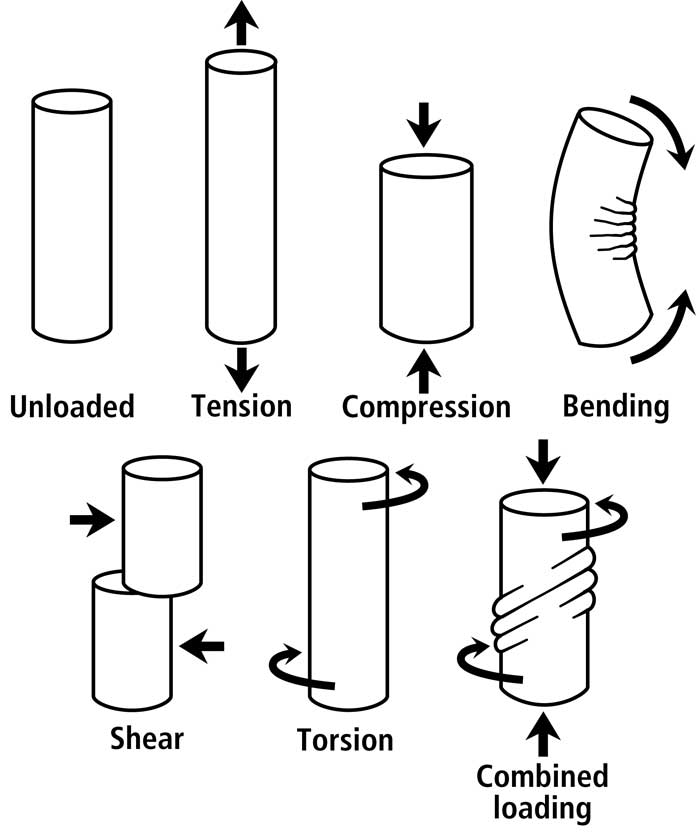 Unloaded
Tension
Compression
Bending
Shear
Torsion
Combined
loading